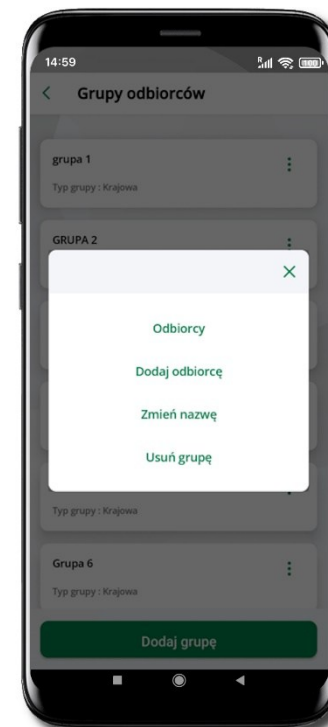 14:59
R
100
Grupy odbiorców
grupa 1
Typ grupy : Krajowa
GRUPA 2
Odbiorcy
Dodaj odbiorcę
Zmień nazwę
Usuń grupę
Typ grupy : Krajowa
Grupa 6
Typ grupy : Krajowa
Dodaj grupę